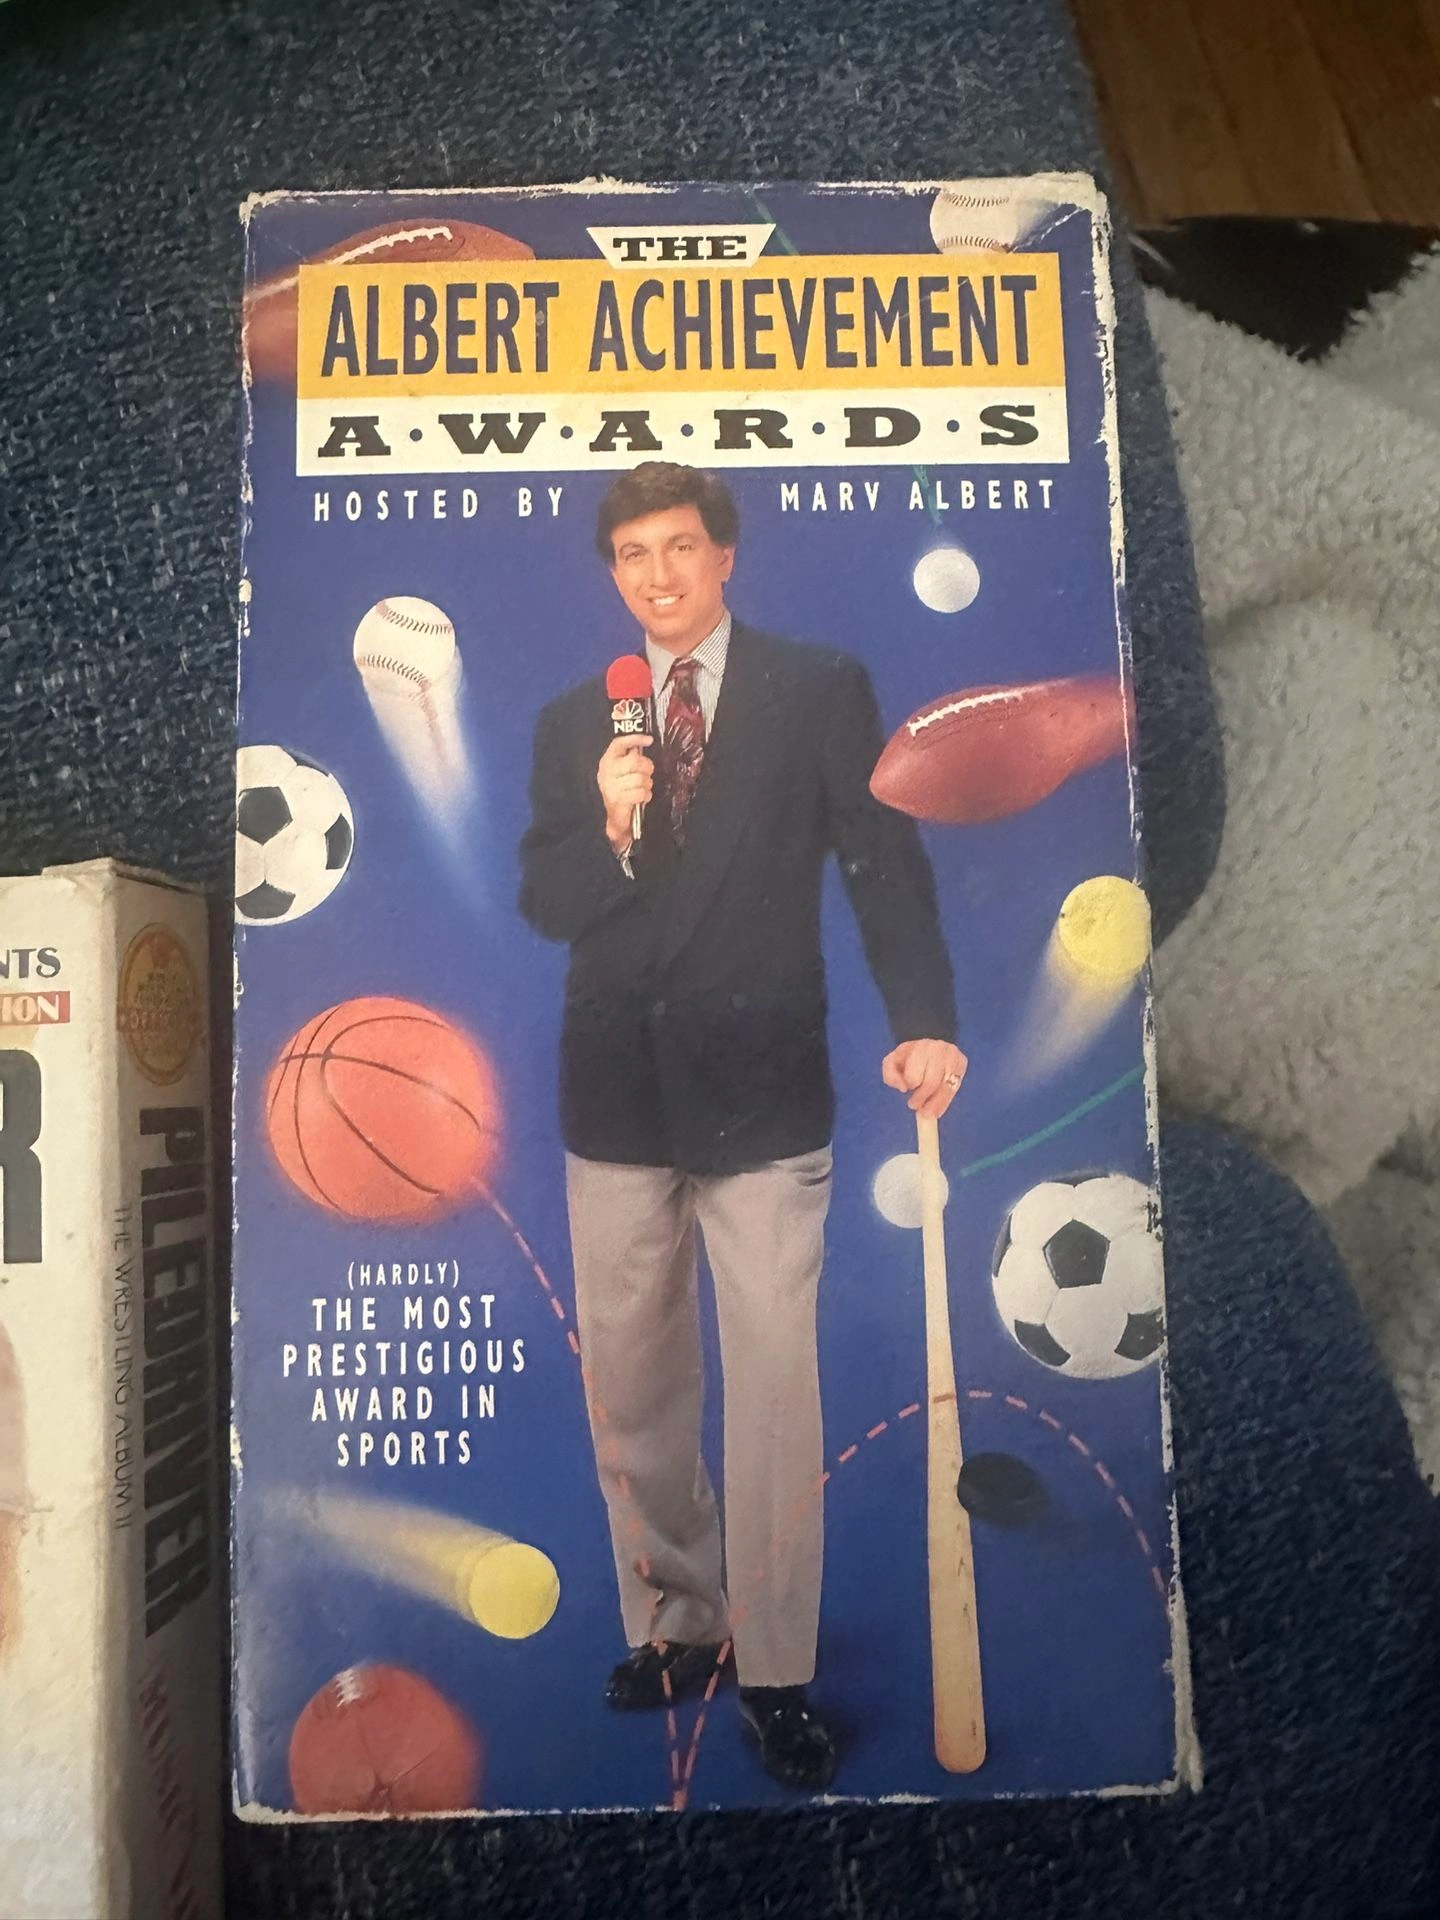 THE
ALBERT ACHIEVEMENT
A•W•A•R•D•S
HOSTED BY MARV ALBERT
NBC
(HARDLY)
THE MOST
PRESTIGIOUS
AWARD IN
SPORTS
NTS
ION
R
PILEDRIVER
THE WRESTLING ALBUM II